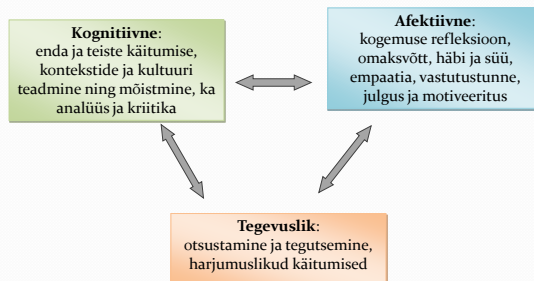 Kognitiivne:
enda ja teiste käitumise,
kontekstide ja kultuuri
teadmine ning mõistmine, ka
analüüs ja kriitika
Afektiivne:
kogemuse refleksioon,
omaksvõtt, häbi ja süü,
empaatia, vastutustunne,
julgus ja motiveeritus
Tegevuslik:
otsustamine ja tegutsemine,
harjumuslikud käitumised